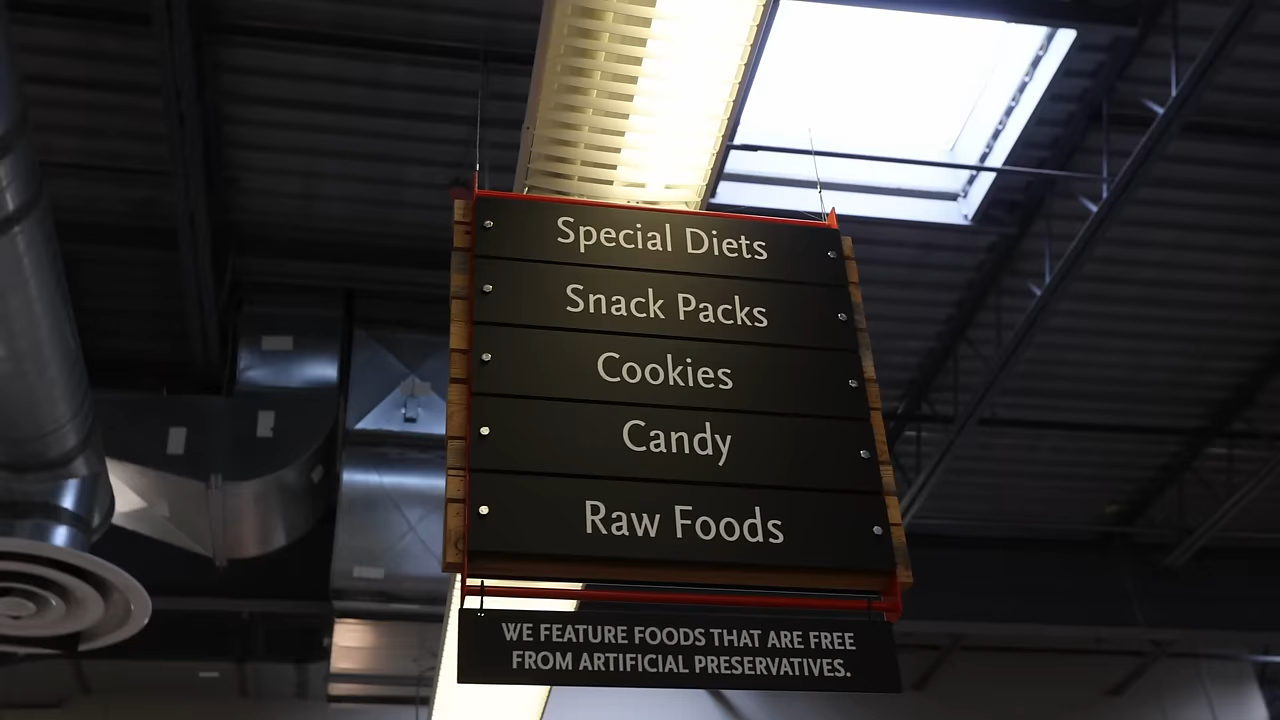 Special Diets
Snack Packs
Cookies
Candy
Raw Foods
WE FEATURE FOODS THAT ARE FREE
FROM ARTIFICIAL PRESERVATIVES.